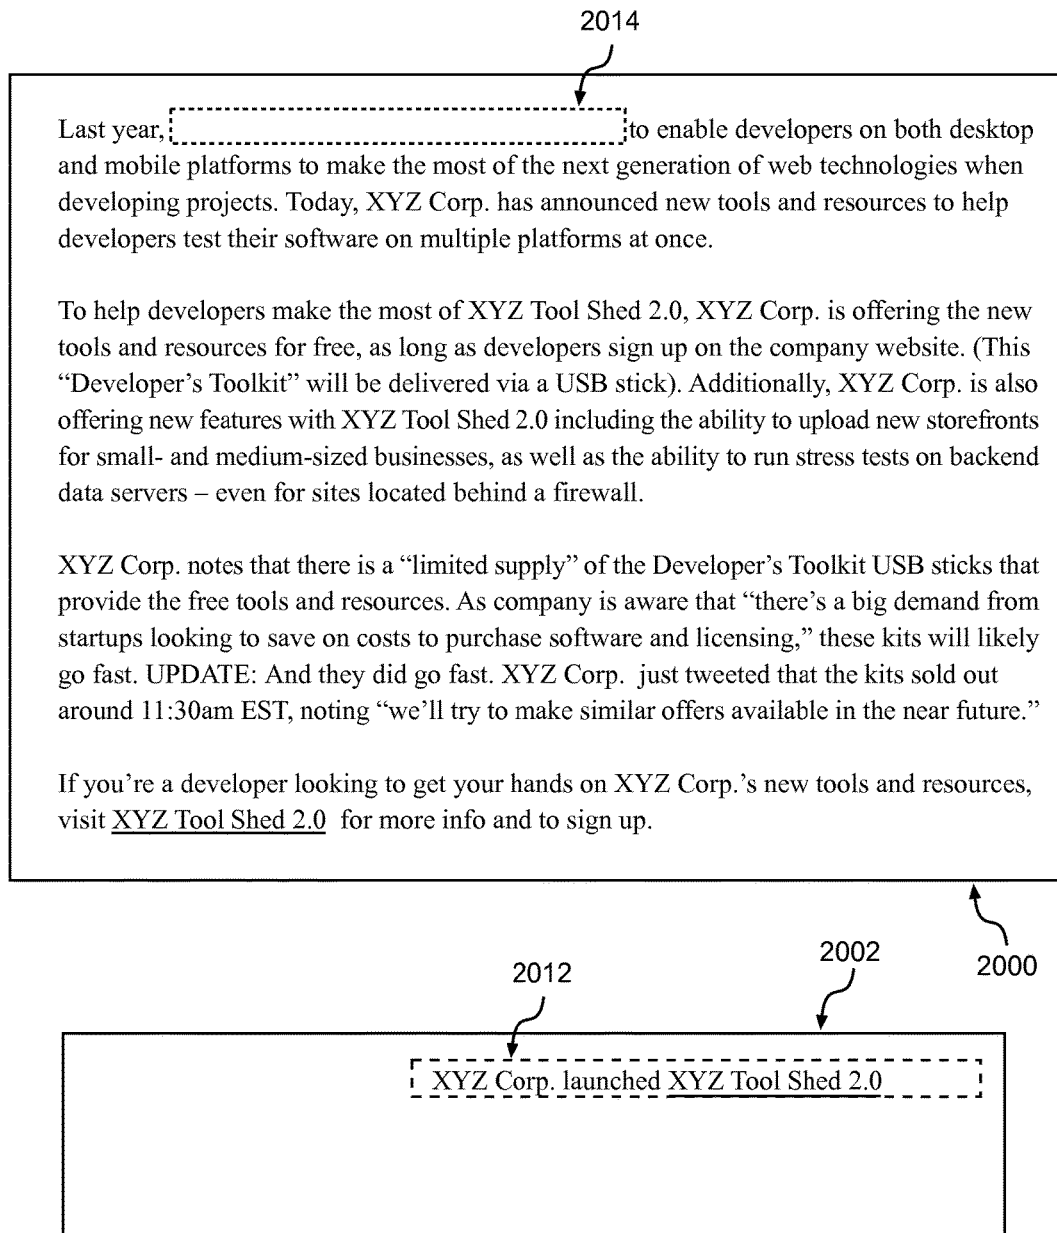 2014
Last year, to enable developers on both desktop
and mobile platforms to make the most of the next generation of web technologies when
developing projects. Today, XYZ Corp. has announced new tools and resources to help
developers test their software on multiple platforms at once.
To help developers make the most of XYZ Tool Shed 2.0, XYZ Corp. is offering the new
tools and resources for free, as long as developers sign up on the company website. (This
“Developer’s Toolkit” will be delivered via a USB stick). Additionally, XYZ Corp. is also
offering new features with XYZ Tool Shed 2.0 including the ability to upload new storefronts
for small- and medium-sized businesses, as well as the ability to run stress tests on backend
data servers – even for sites located behind a firewall.
XYZ Corp. notes that there is a “limited supply” of the Developer’s Toolkit USB sticks that
provide the free tools and resources. As company is aware that “there’s a big demand from
startups looking to save on costs to purchase software and licensing,” these kits will likely
go fast. UPDATE: And they did go fast. XYZ Corp. just tweeted that the kits sold out
around 11:30am EST, noting “we’ll try to make similar offers available in the near future.”
If you’re a developer looking to get your hands on XYZ Corp.’s new tools and resources,
visit XYZ Tool Shed 2.0 for more info and to sign up.
2000
2002
2012
XYZ Corp. launched XYZ Tool Shed 2.0